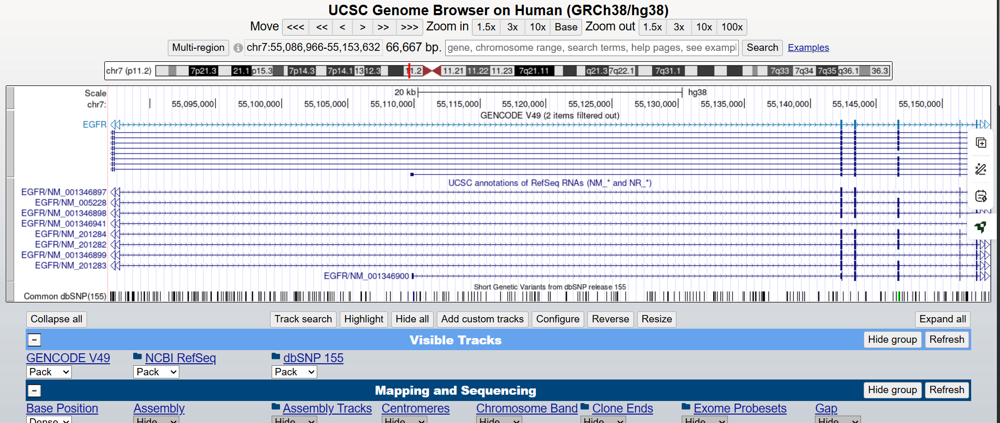 UCSC Genome Browser on Human (GRCh38/hg38)
Move <<< << < > >> >>> Zoom in 1.5x 3x 10x Base Zoom out 1.5x 3x 10x 100x
Multi-region chr7:55,086,966-55,153,632 66,667 bp. gene, chromosome range, search terms, help pages, see exampl Search Examples
chr7 (p11.2) 7p21.3 21.1 p15.3 7p14.3 7p14.1 13 12.3 11.2 11.21 11.22 11.23 7q21.11 q21.3 7q22.1 7q31.1 7q33 7q34 7q35 q36.1 36.3
Scale 20 kb hg38
chr7: 55,095,000 55,100,000 55,105,000 55,110,000 55,115,000 55,120,000 55,125,000 55,130,000 55,135,000 55,140,000 55,145,000 55,150,000
GENCODE V49 (2 items filtered out)
EGFR
UCSC annotations of RefSeq RNAs (NM_* and NR_*)
EGFR/NM_001346897
EGFR/NM_005228
EGFR/NM_001346898
EGFR/NM_001346941
EGFR/NM_201284
EGFR/NM_201282
EGFR/NM_001346899
EGFR/NM_201283
EGFR/NM_001346900
Short Genetic Variants from dbSNP release 155
Common dbSNP(155)
Collapse all Track search Highlight Hide all Add custom tracks Configure Reverse Resize Expand all
- Visible Tracks Hide group Refresh
GENCODE V49 NCBI RefSeq dbSNP 155
Pack Pack Pack
- Mapping and Sequencing Hide group Refresh
Base Position Assembly Assembly Tracks Centromeres Chromosome Band Clone Ends Exome Probesets Gap
Dense Hide Hide Hide Hide Hide Hide Hide